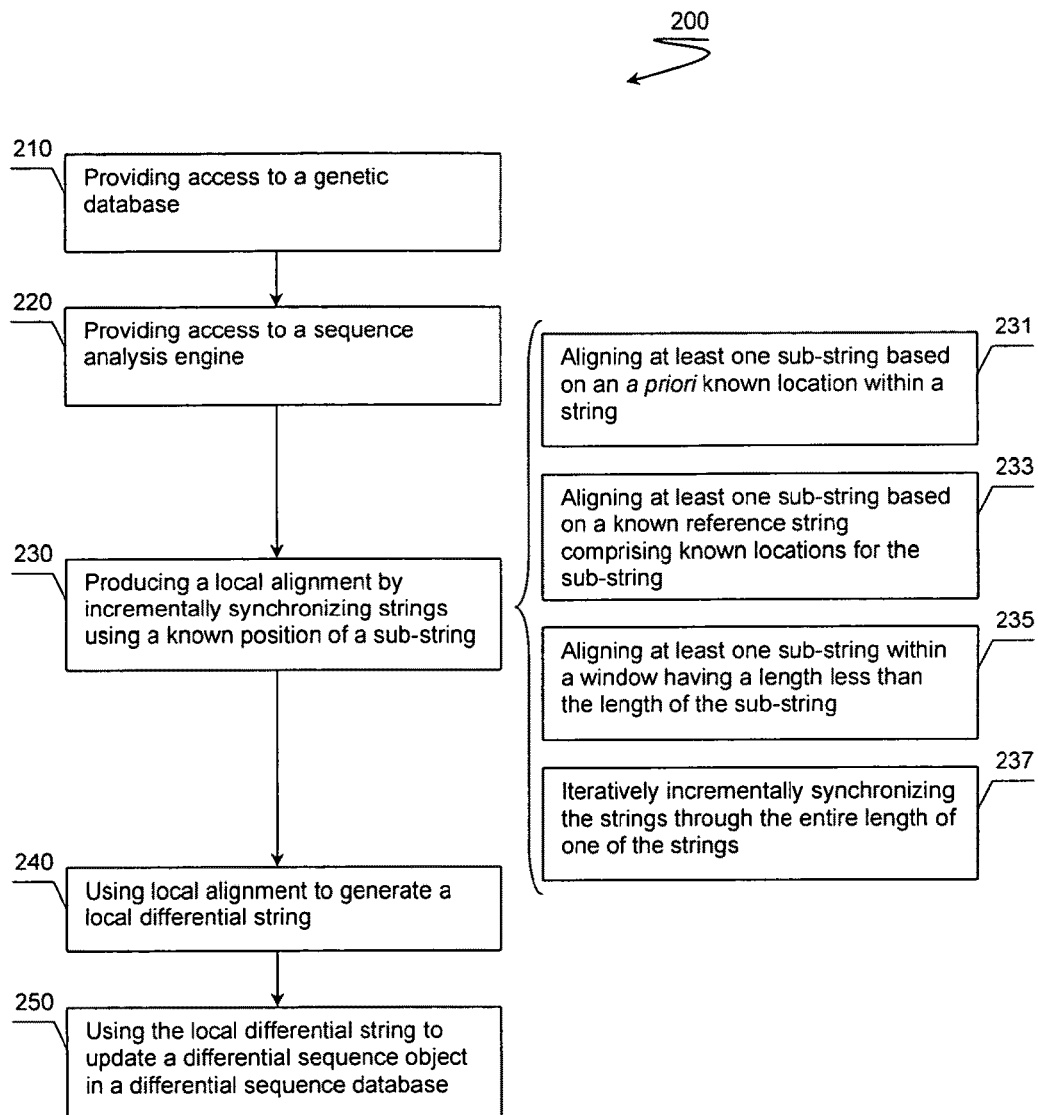 200
210
Providing access to a genetic
database
220
Providing access to a sequence
analysis engine
230
Producing a local alignment by
incrementally synchronizing strings
using a known position of a sub-string
231
Aligning at least one sub-string based
on an a priori known location within a
string
233
Aligning at least one sub-string based
on a known reference string
comprising known locations for the
sub-string
235
Aligning at least one sub-string within
a window having a length less than
the length of the sub-string
237
Iteratively incrementally synchronizing
the strings through the entire length of
one of the strings
240
Using local alignment to generate a
local differential string
250
Using the local differential string to
update a differential sequence object
in a differential sequence database